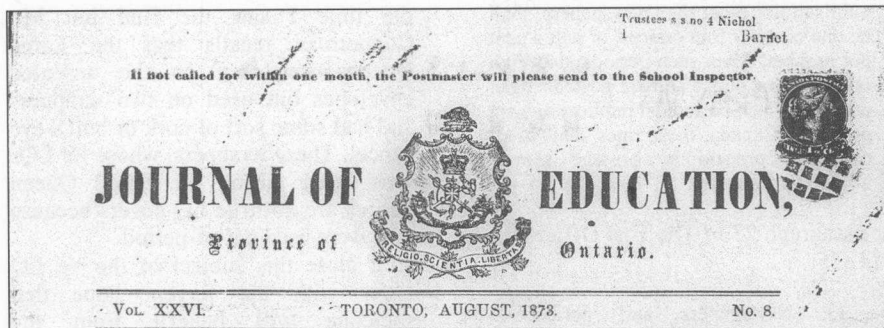 Trustees s s no 4 Nichol
1 Barnet
If not called for within one month, the Postmaster will please send to the School Inspector.
JOURNAL OF EDUCATION,
Province of Ontario.
RELIGIO, SCIENTIA, LIBERTAS
VOL. XXVI. TORONTO, AUGUST, 1873. No. 8.